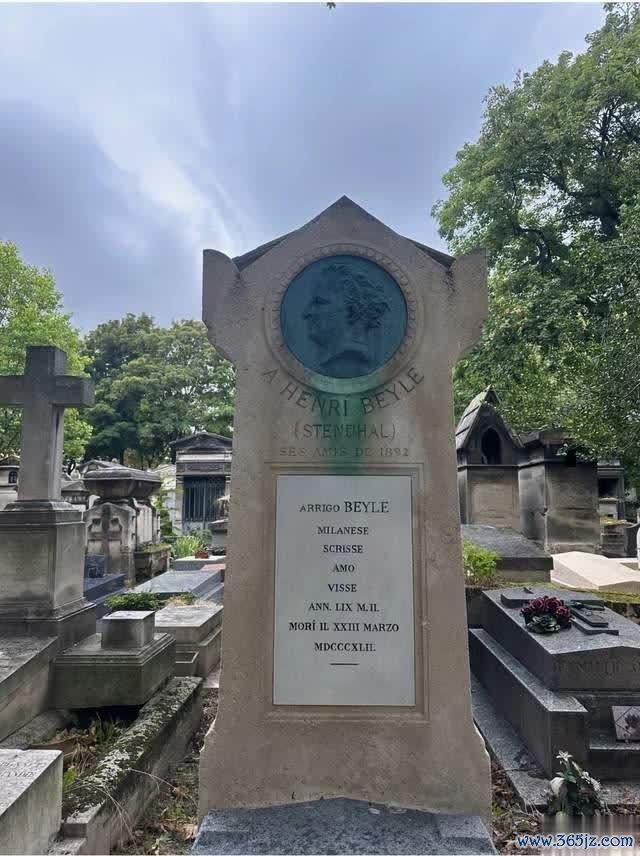 A HENRI BEYLE
(STENDHAL)
SES AMIS DE 1892
ARRIGO BEYLE
MILANESE
SCRISSE
AMO
VISSE
ANN. LIX M.II.
MORÌ IL XXIII MARZO
MDCCCXLII.
www.365jz.com